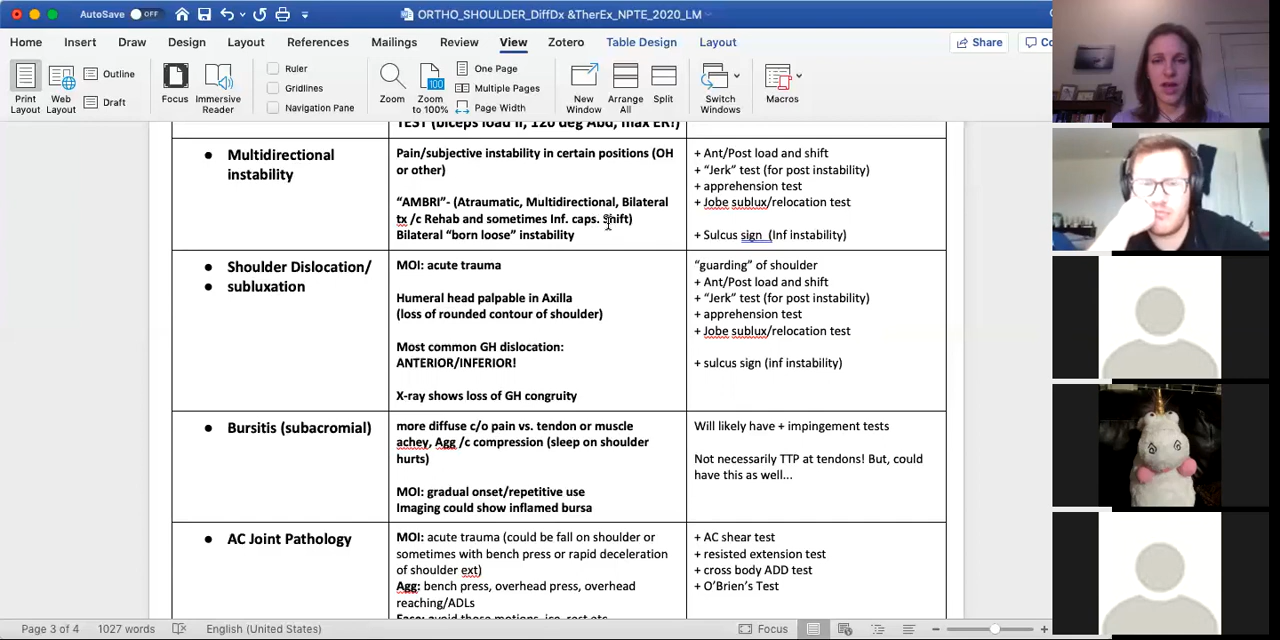 AutoSave OFF ORTHO_SHOULDER_DiffDx &TherEx_NPTE_2020_LM
Home Insert Draw Design Layout References Mailings Review View Zotero Table Design Layout Share Co
Print Layout
Web Layout
Outline
Draft
Focus
Immersive Reader
Ruler
Gridlines
Navigation Pane
Zoom
100
Zoom to 100%
One Page
Multiple Pages
Page Width
New Window
Arrange All
Split
Switch Windows
Macros
TEST (biceps load II, 120 deg Abd, max ER!)
● Multidirectional
instability
Pain/subjective instability in certain positions (OH
or other)
"AMBRI"- (Atraumatic, Multidirectional, Bilateral
tx /c Rehab and sometimes Inf. caps. Shift)
Bilateral "born loose" instability
+ Ant/Post load and shift
+ "Jerk" test (for post instability)
+ apprehension test
+ Jobe sublux/relocation test
+ Sulcus sign (Inf instability)
● Shoulder Dislocation/
● subluxation
MOI: acute trauma
Humeral head palpable in Axilla
(loss of rounded contour of shoulder)
Most common GH dislocation:
ANTERIOR/INFERIOR!
X-ray shows loss of GH congruity
"guarding" of shoulder
+ Ant/Post load and shift
+ "Jerk" test (for post instability)
+ apprehension test
+ Jobe sublux/relocation test
+ sulcus sign (inf instability)
● Bursitis (subacromial)
more diffuse c/o pain vs. tendon or muscle
achey, Agg /c compression (sleep on shoulder
hurts)
MOI: gradual onset/repetitive use
Imaging could show inflamed bursa
Will likely have + impingement tests
Not necessarily TTP at tendons! But, could
have this as well...
● AC Joint Pathology
MOI: acute trauma (could be fall on shoulder or
sometimes with bench press or rapid deceleration
of shoulder ext)
Agg: bench press, overhead press, overhead
reaching/ADLs
+ AC shear test
+ resisted extension test
+ cross body ADD test
+ O'Brien's Test
Page 3 of 4 1027 words English (United States) Focus